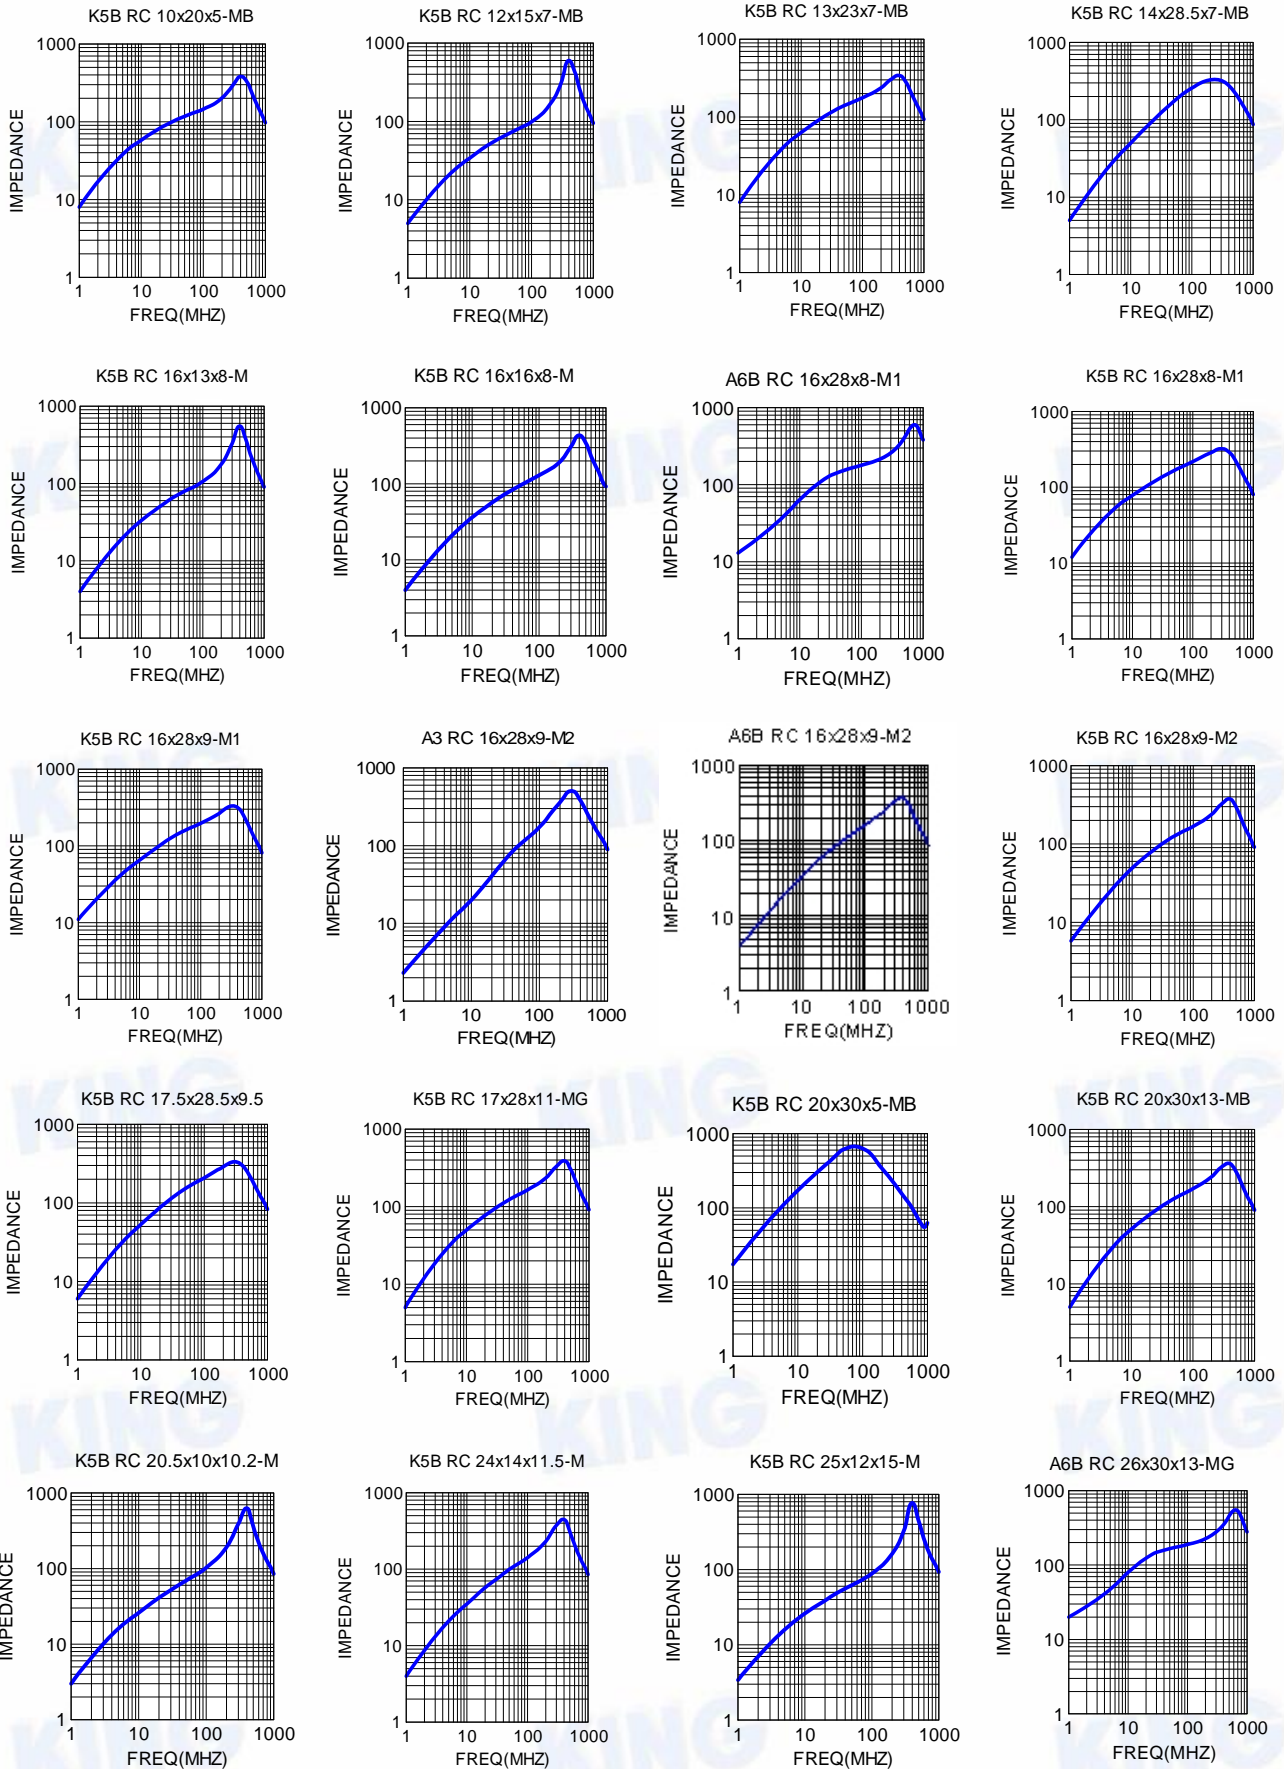 K5B RC 10x20x5-MB
1000
100
10
1
IMPEDANCE
1 10 100 1000
FREQ(MHZ)
K5B RC 12x15x7-MB
1000
100
10
1
IMPEDANCE
1 10 100 1000
FREQ(MHZ)
K5B RC 13x23x7-MB
1000
100
10
1
IMPEDANCE
1 10 100 1000
FREQ(MHZ)
K5B RC 14x28.5x7-MB
1000
100
10
1
IMPEDANCE
1 10 100 1000
FREQ(MHZ)
K5B RC 16x13x8-M
1000
100
10
1
IMPEDANCE
1 10 100 1000
FREQ(MHZ)
K5B RC 16x16x8-M
1000
100
10
1
IMPEDANCE
1 10 100 1000
FREQ(MHZ)
A6B RC 16x28x8-M1
1000
100
10
1
IMPEDANCE
1 10 100 1000
FREQ(MHZ)
K5B RC 16x28x8-M1
1000
100
10
1
IMPEDANCE
1 10 100 1000
FREQ(MHZ)
K5B RC 16x28x9-M1
1000
100
10
1
IMPEDANCE
1 10 100 1000
FREQ(MHZ)
A3 RC 16x28x9-M2
1000
100
10
1
IMPEDANCE
1 10 100 1000
FREQ(MHZ)
A6B RC 16x28x9-M2
1000
100
10
1
IMPEDANCE
1 10 100 1000
FREQ(MHZ)
K5B RC 16x28x9-M2
1000
100
10
1
IMPEDANCE
1 10 100 1000
FREQ(MHZ)
K5B RC 17.5x28.5x9.5
1000
100
10
1
IMPEDANCE
1 10 100 1000
FREQ(MHZ)
K5B RC 17x28x11-MG
1000
100
10
1
IMPEDANCE
1 10 100 1000
FREQ(MHZ)
K5B RC 20x30x5-MB
1000
100
10
1
IMPEDANCE
1 10 100 1000
FREQ(MHZ)
K5B RC 20x30x13-MB
1000
100
10
1
IMPEDANCE
1 10 100 1000
FREQ(MHZ)
K5B RC 20.5x10x10.2-M
1000
100
10
1
IMPEDANCE
1 10 100 1000
FREQ(MHZ)
K5B RC 24x14x11.5-M
1000
100
10
1
IMPEDANCE
1 10 100 1000
FREQ(MHZ)
K5B RC 25x12x15-M
1000
100
10
1
IMPEDANCE
1 10 100 1000
FREQ(MHZ)
A6B RC 26x30x13-MG
1000
100
10
1
IMPEDANCE
1 10 100 1000
FREQ(MHZ)
KING